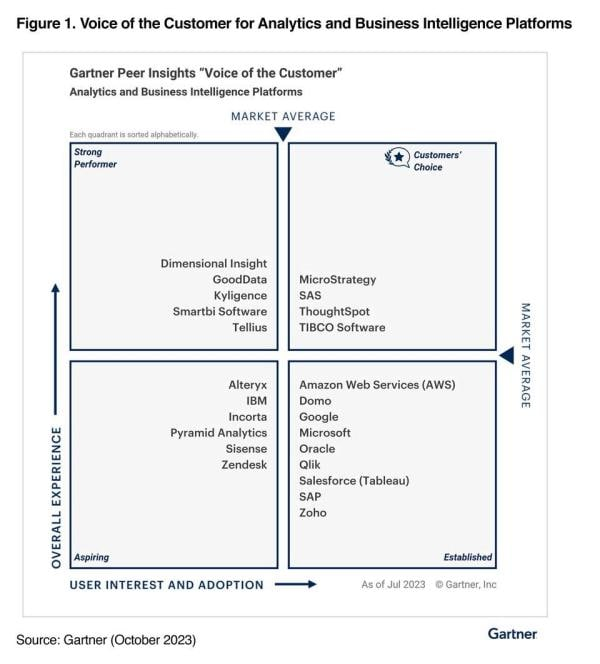 Figure 1. Voice of the Customer for Analytics and Business Intelligence Platforms
Gartner Peer Insights “Voice of the Customer”
Analytics and Business Intelligence Platforms
MARKET AVERAGE
Each quadrant is sorted alphabetically.
Strong
Performer
Customers’
Choice
Dimensional Insight
GoodData
Kyligence
Smartbi Software
Tellius
MicroStrategy
SAS
ThoughtSpot
TIBCO Software
MARKET AVERAGE
Alteryx
IBM
Incorta
Pyramid Analytics
Sisense
Zendesk
Amazon Web Services (AWS)
Domo
Google
Microsoft
Oracle
Qlik
Salesforce (Tableau)
SAP
Zoho
OVERALL EXPERIENCE
Aspiring
Established
USER INTEREST AND ADOPTION
As of Jul 2023 © Gartner, Inc
Source: Gartner (October 2023)
Gartner